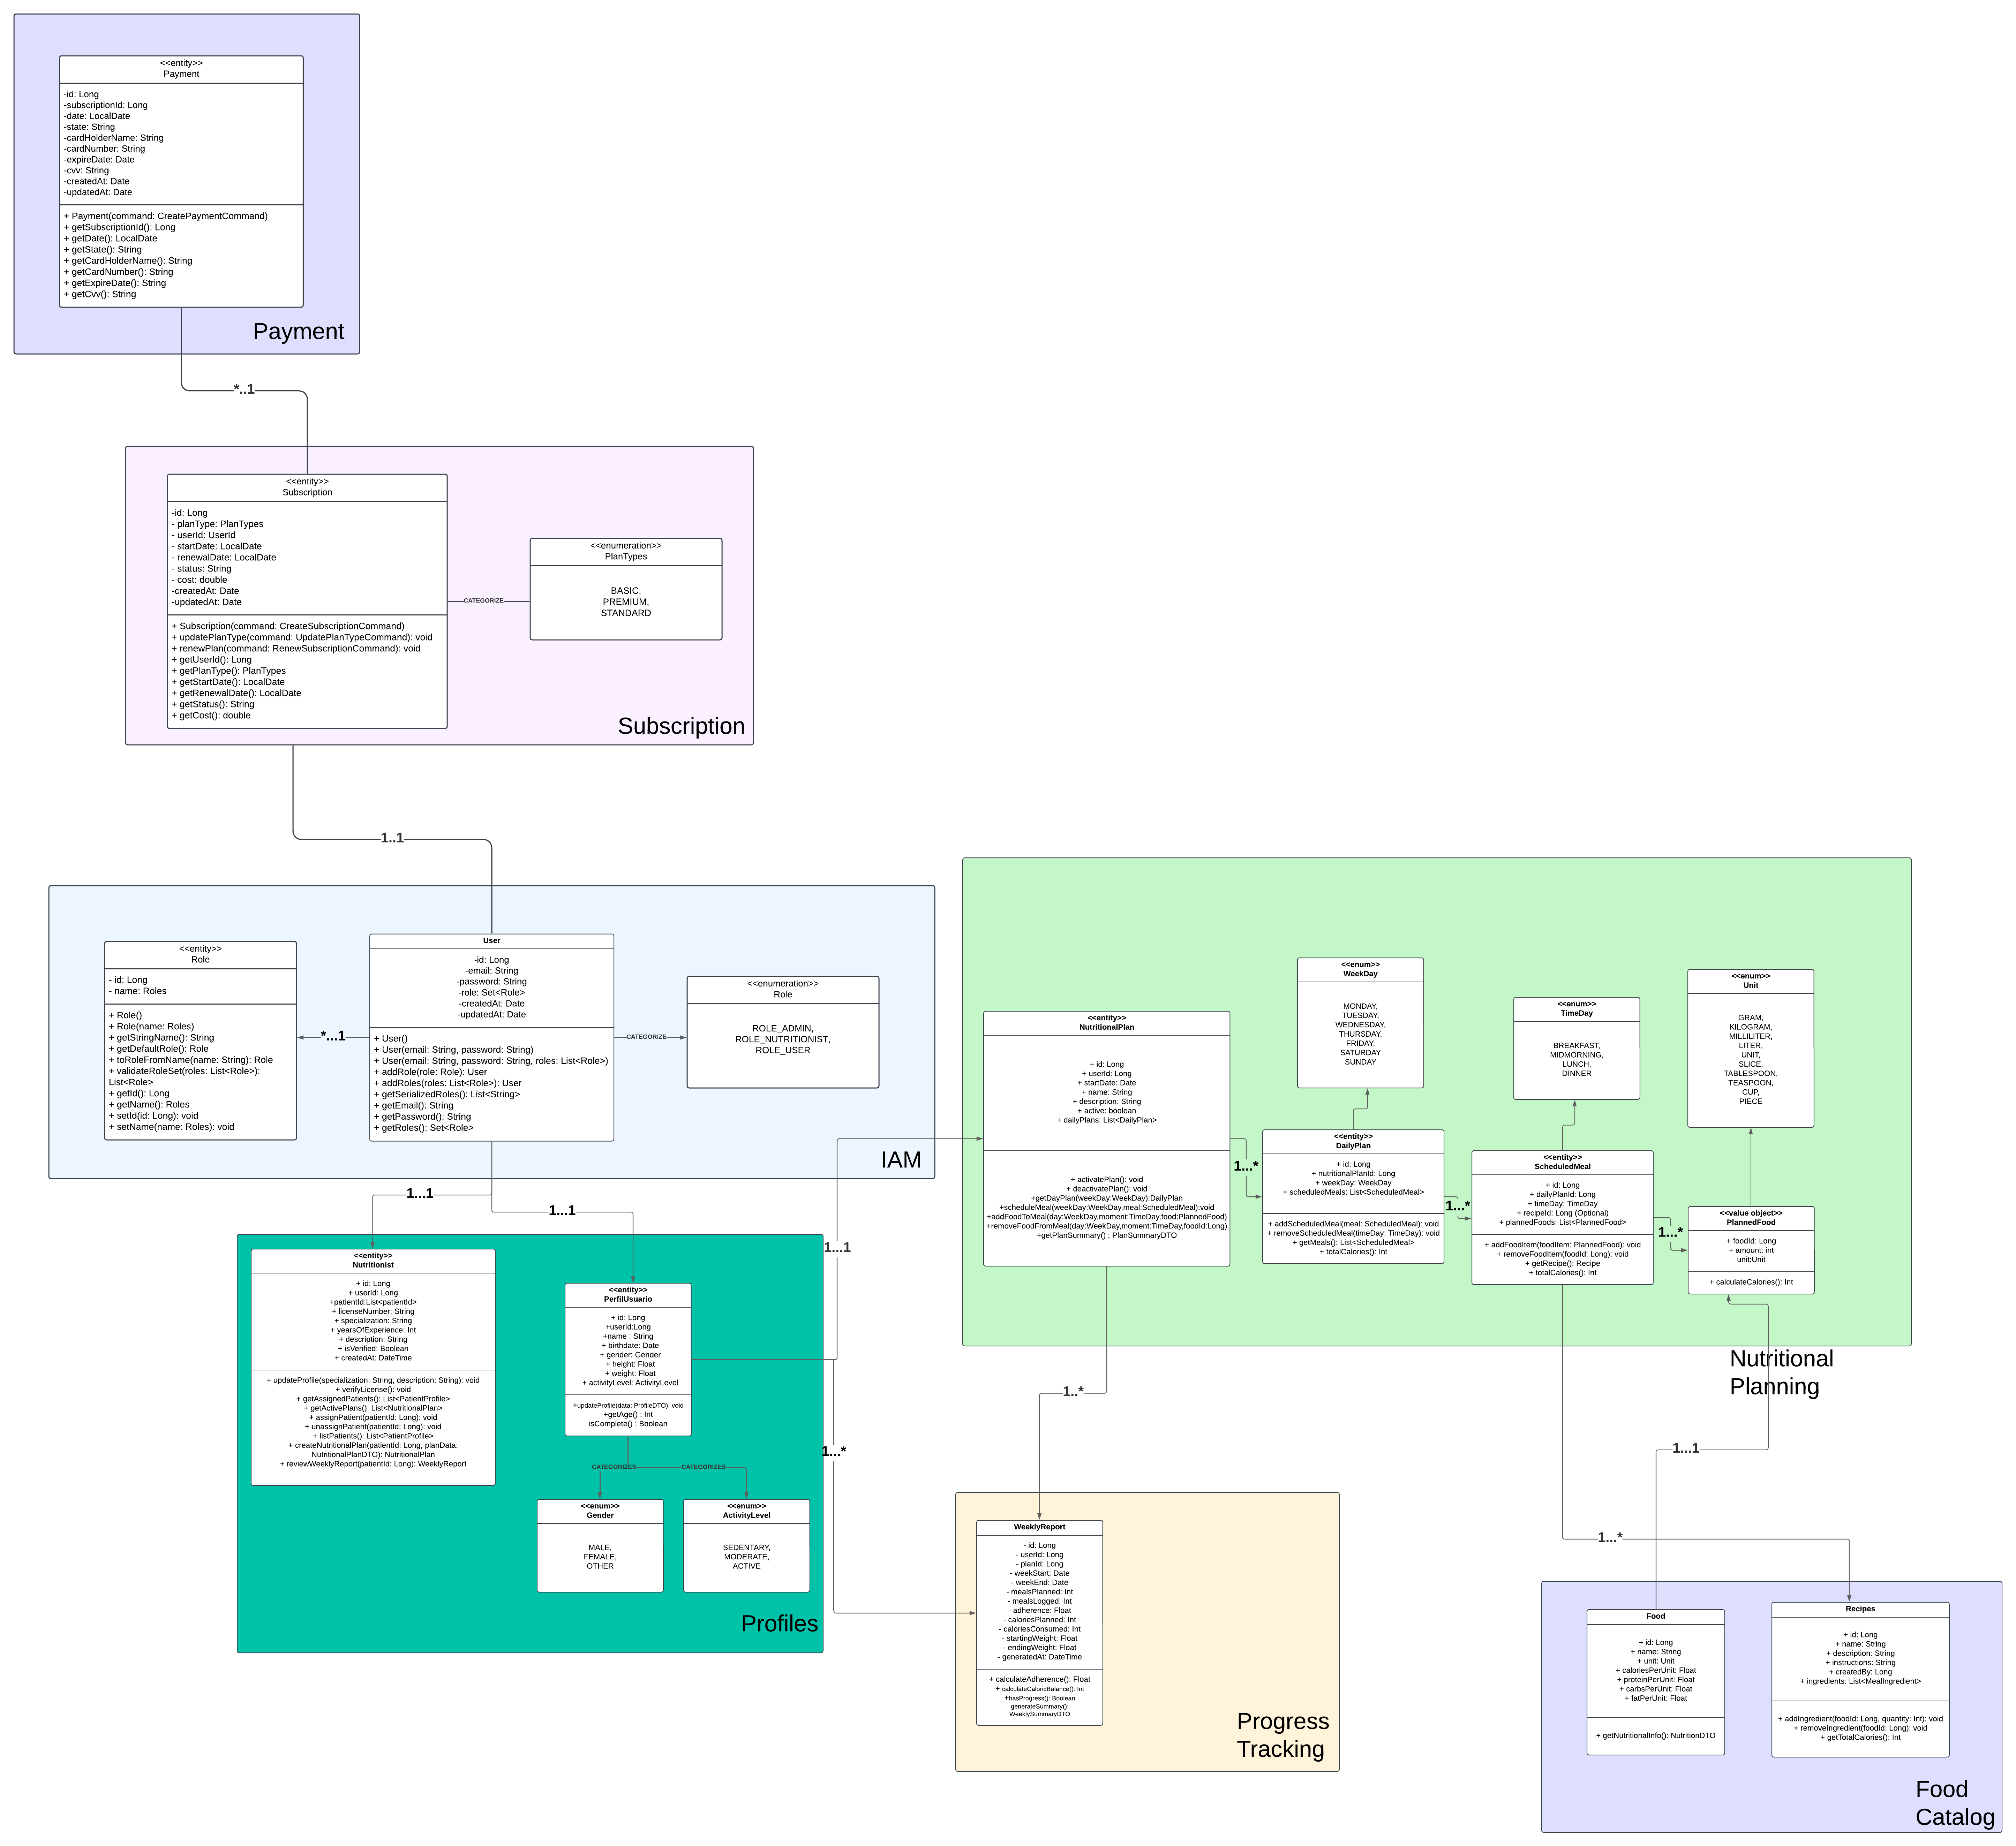 <<entity>>
Payment
-id: Long
-subscriptionId: Long
-date: LocalDate
-state: String
-cardHolderName: String
-cardNumber: String
-expireDate: Date
-cvv: String
-createdAt: Date
-updatedAt: Date
+ Payment(command: CreatePaymentCommand)
+ getSubscriptionId(): Long
+ getDate(): LocalDate
+ getState(): String
+ getCardHolderName(): String
+ getCardNumber(): String
+ getExpireDate(): String
+ getCvv(): String
Payment
*..1
<<entity>>
Subscription
-id: Long
- planType: PlanTypes
- userId: UserId
- startDate: LocalDate
- renewalDate: LocalDate
- status: String
- cost: double
-createdAt: Date
-updatedAt: Date
+ Subscription(command: CreateSubscriptionCommand)
+ updatePlanType(command: UpdatePlanTypeCommand): void
+ renewPlan(command: RenewSubscriptionCommand): void
+ getUserId(): Long
+ getPlanType(): PlanTypes
+ getStartDate(): LocalDate
+ getRenewalDate(): LocalDate
+ getStatus(): String
+ getCost(): double
CATEGORIZE
<<enumeration>>
PlanTypes
BASIC,
PREMIUM,
STANDARD
Subscription
1..1
<<entity>>
Role
- id: Long
- name: Roles
+ Role()
+ Role(name: Roles)
+ getStringName(): String
+ getDefaultRole(): Role
+ toRoleFromName(name: String): Role
+ validateRoleSet(roles: List<Role>):
List<Role>
+ getId(): Long
+ getName(): Roles
+ setId(id: Long): void
+ setName(name: Roles): void
*...1
User
-id: Long
-email: String
-password: String
-role: Set<Role>
-createdAt: Date
-updatedAt: Date
+ User()
+ User(email: String, password: String)
+ User(email: String, password: String, roles: List<Role>)
+ addRole(role: Role): User
+ addRoles(roles: List<Role>): User
+ getSerializedRoles(): List<String>
+ getEmail(): String
+ getPassword(): String
+ getRoles(): Set<Role>
CATEGORIZE
<<enumeration>>
Role
ROLE_ADMIN,
ROLE_NUTRITIONIST,
ROLE_USER
IAM
1...1
1...1
<<entity>>
Nutritionist
+ id: Long
+ userId: Long
+patientId:List<patientId>
+ licenseNumber: String
+ specialization: String
+ yearsOfExperience: Int
+ description: String
+ isVerified: Boolean
+ createdAt: DateTime
+ updateProfile(specialization: String, description: String): void
+ verifyLicense(): void
+ getAssignedPatients(): List<PatientProfile>
+ getActivePlans(): List<NutritionalPlan>
+ assignPatient(patientId: Long): void
+ unassignPatient(patientId: Long): void
+ listPatients(): List<PatientProfile>
+ createNutritionalPlan(patientId: Long, planData:
NutritionalPlanDTO): NutritionalPlan
+ reviewWeeklyReport(patientId: Long): WeeklyReport
<<entity>>
PerfilUsuario
+ id: Long
+userId:Long
+name : String
+ birthdate: Date
+ gender: Gender
+ height: Float
+ weight: Float
+ activityLevel: ActivityLevel
+updateProfile(data: ProfileDTO): void
+getAge() : Int
isComplete() : Boolean
CATEGORIZES
CATEGORIZES
<<enum>>
Gender
MALE,
FEMALE,
OTHER
<<enum>>
ActivityLevel
SEDENTARY,
MODERATE,
ACTIVE
Profiles
1...1
1...*
<<entity>>
NutritionalPlan
+ id: Long
+ userId: Long
+ startDate: Date
+ name: String
+ description: String
+ active: boolean
+ dailyPlans: List<DailyPlan>
+ activatePlan(): void
+ deactivatePlan(): void
+getDayPlan(weekDay:WeekDay):DailyPlan
+scheduleMeal(weekDay:WeekDay,meal:ScheduledMeal):void
+addFoodToMeal(day:WeekDay,moment:TimeDay,food:PlannedFood)
+removeFoodFromMeal(day:WeekDay,moment:TimeDay,foodId:Long)
+getPlanSummary() ; PlanSummaryDTO
1...*
<<enum>>
WeekDay
MONDAY,
TUESDAY,
WEDNESDAY,
THURSDAY,
FRIDAY,
SATURDAY
SUNDAY
<<entity>>
DailyPlan
+ id: Long
+ nutritionalPlanId: Long
+ weekDay: WeekDay
+ scheduledMeals: List<ScheduledMeal>
+ addScheduledMeal(meal: ScheduledMeal): void
+ removeScheduledMeal(timeDay: TimeDay): void
+ getMeals(): List<ScheduledMeal>
+ totalCalories(): Int
1...*
<<enum>>
TimeDay
BREAKFAST,
MIDMORNING,
LUNCH,
DINNER
<<entity>>
ScheduledMeal
+ id: Long
+ dailyPlanId: Long
+ timeDay: TimeDay
+ recipeId: Long (Optional)
+ plannedFoods: List<PlannedFood>
+ addFoodItem(foodItem: PlannedFood): void
+ removeFoodItem(foodId: Long): void
+ getRecipe(): Recipe
+ totalCalories(): Int
1...*
<<enum>>
Unit
GRAM,
KILOGRAM,
MILLILITER,
LITER,
UNIT,
SLICE,
TABLESPOON,
TEASPOON,
CUP,
PIECE
<<value object>>
PlannedFood
+ foodId: Long
+ amount: int
unit:Unit
+ calculateCalories(): Int
Nutritional
Planning
1..*
1...1
1...*
WeeklyReport
- id: Long
- userId: Long
- planId: Long
- weekStart: Date
- weekEnd: Date
- mealsPlanned: Int
- mealsLogged: Int
- adherence: Float
- caloriesPlanned: Int
- caloriesConsumed: Int
- startingWeight: Float
- endingWeight: Float
- generatedAt: DateTime
+ calculateAdherence(): Float
+ calculateCaloricBalance(): Int
+hasProgress(): Boolean
generateSummary():
WeeklySummaryDTO
Progress
Tracking
Food
+ id: Long
+ name: String
+ unit: Unit
+ caloriesPerUnit: Float
+ proteinPerUnit: Float
+ carbsPerUnit: Float
+ fatPerUnit: Float
+ getNutritionalInfo(): NutritionDTO
Recipes
+ id: Long
+ name: String
+ description: String
+ instructions: String
+ createdBy: Long
+ ingredients: List<MealIngredient>
+ addIngredient(foodId: Long, quantity: Int): void
+ removeIngredient(foodId: Long): void
+ getTotalCalories(): Int
Food
Catalog